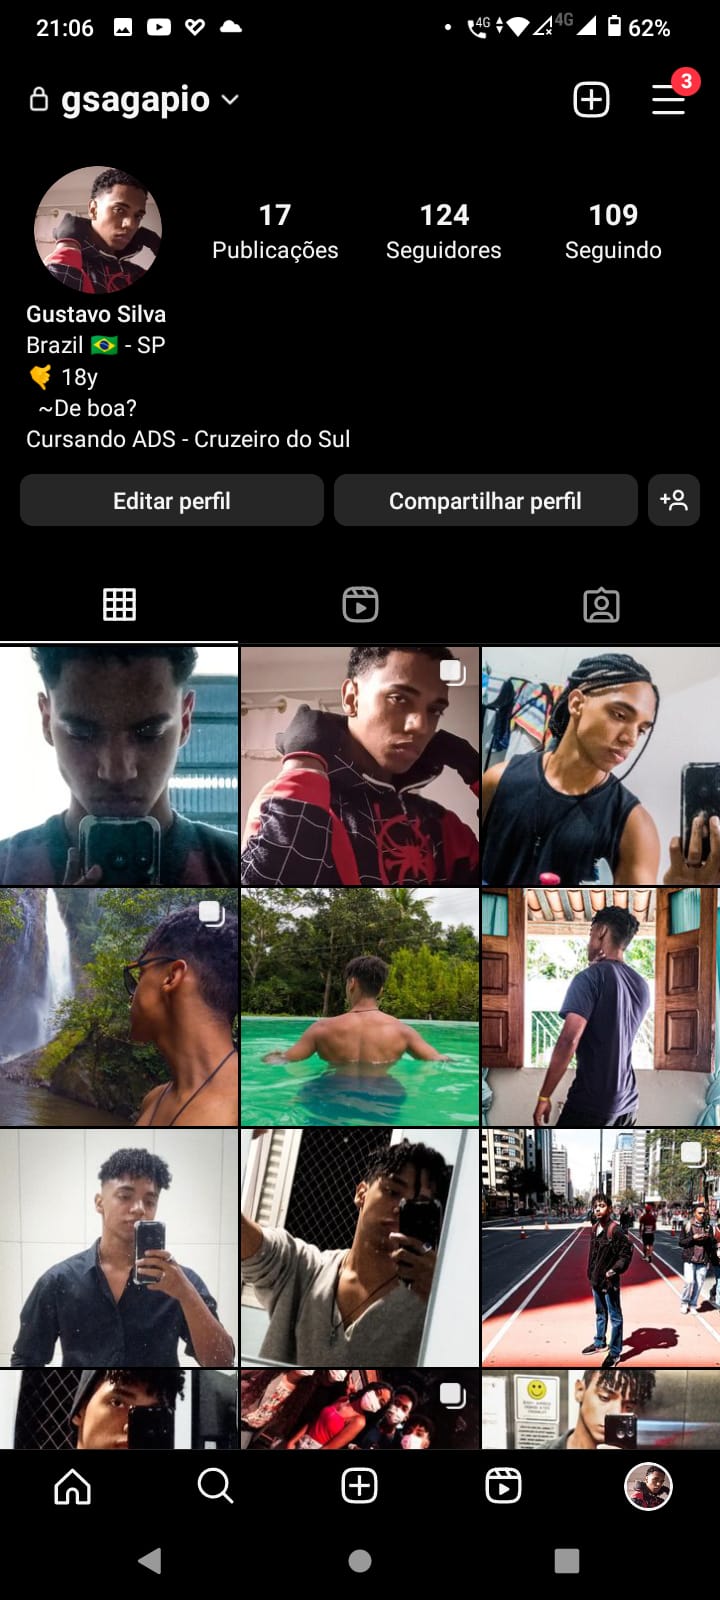 21:06
4G
4G
62%
gsagapio
3
17
124
109
Publicações
Seguidores
Seguindo
Gustavo Silva
Brazil 🇧🇷 - SP
🤙 18y
~De boa?
Cursando ADS - Cruzeiro do Sul
Editar perfil
Compartilhar perfil